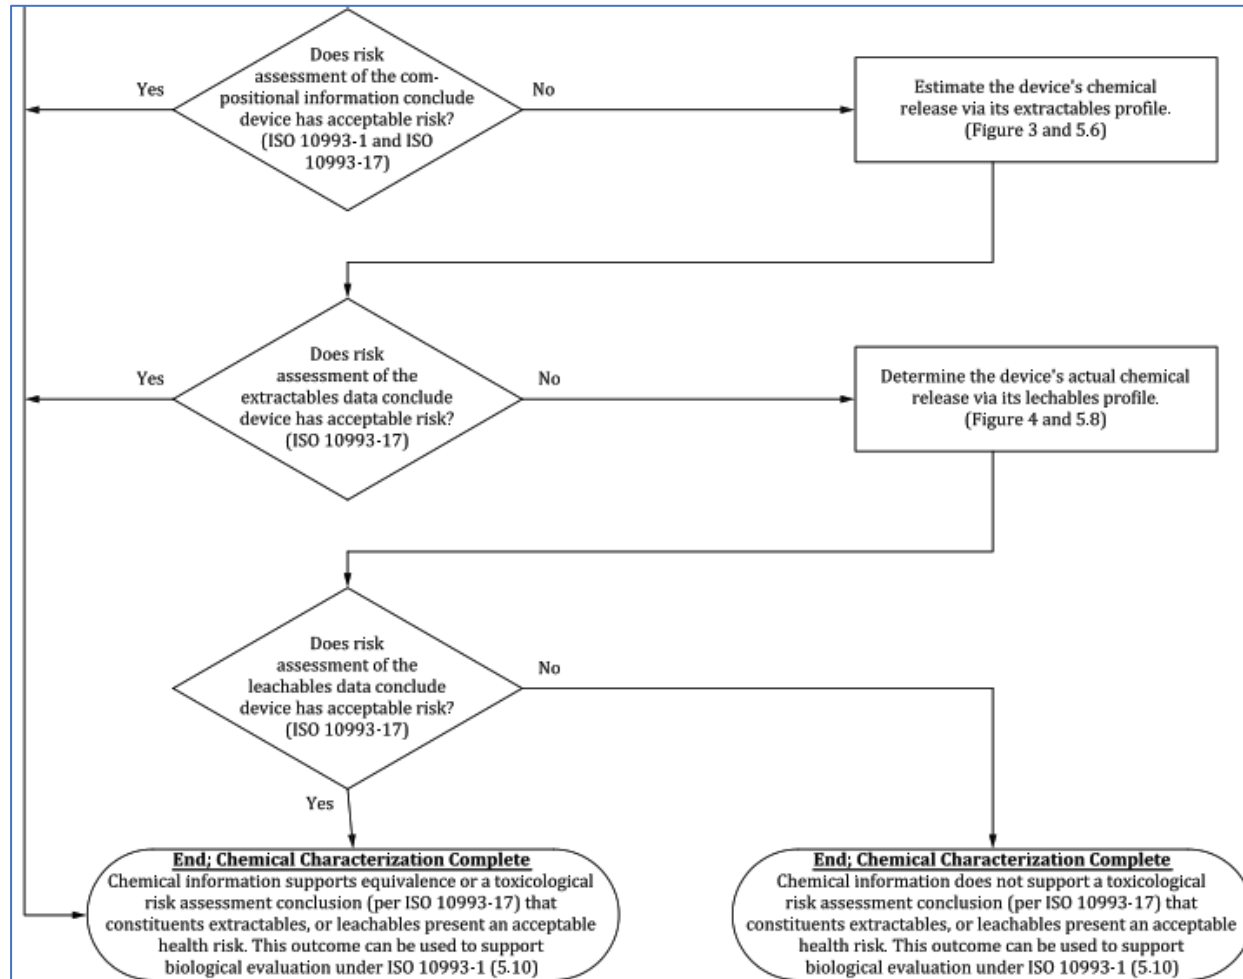 Does risk
assessment of the com-
positional information conclude
device has acceptable risk?
(ISO 10993-1 and ISO
10993-17)
Yes
No
Estimate the device's chemical
release via its extractables profile.
(Figure 3 and 5.6)
Does risk
assessment of the
extractables data conclude
device has acceptable risk?
(ISO 10993-17)
Yes
No
Determine the device's actual chemical
release via its lechables profile.
(Figure 4 and 5.8)
Does risk
assessment of the
leachables data conclude
device has acceptable risk?
(ISO 10993-17)
No
Yes
End; Chemical Characterization Complete
Chemical information supports equivalence or a toxicological
risk assessment conclusion (per ISO 10993-17) that
constituents extractables, or leachables present an acceptable
health risk. This outcome can be used to support
biological evaluation under ISO 10993-1 (5.10)
End; Chemical Characterization Complete
Chemical information does not support a toxicological
risk assessment conclusion (per ISO 10993-17) that
constituents extractables, or leachables present an acceptable
health risk. This outcome can be used to support
biological evaluation under ISO 10993-1 (5.10)